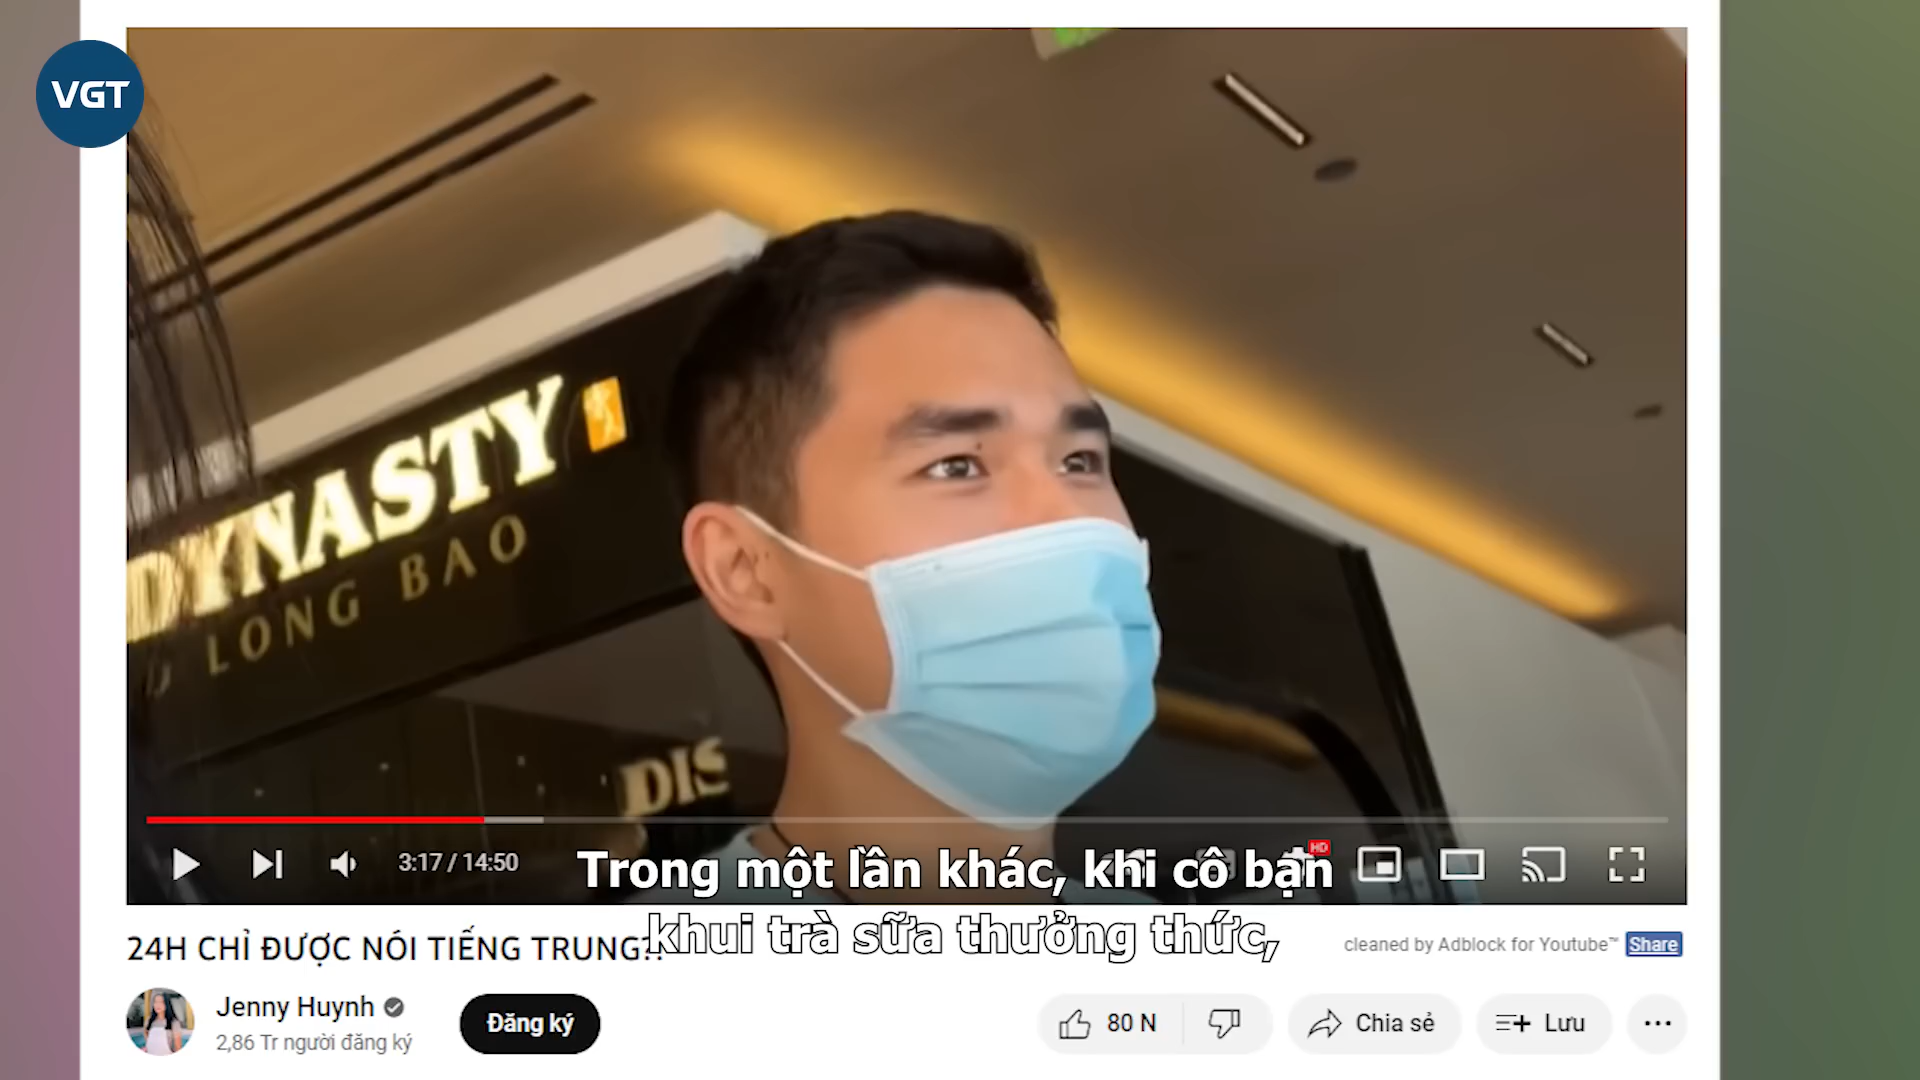 VGT
DYNASTY
LONG BAO
DIS
3:17 / 14:50
HD
Trong một lần khác, khi cô bạn
khui trà sữa thưởng thức,
24H CHỈ ĐƯỢC NÓI TIẾNG TRUNG?!
cleaned by Adblock for Youtube™ Share
Jenny Huynh
2,86 Tr người đăng ký
Đăng ký
80 N
Chia sẻ
Lưu